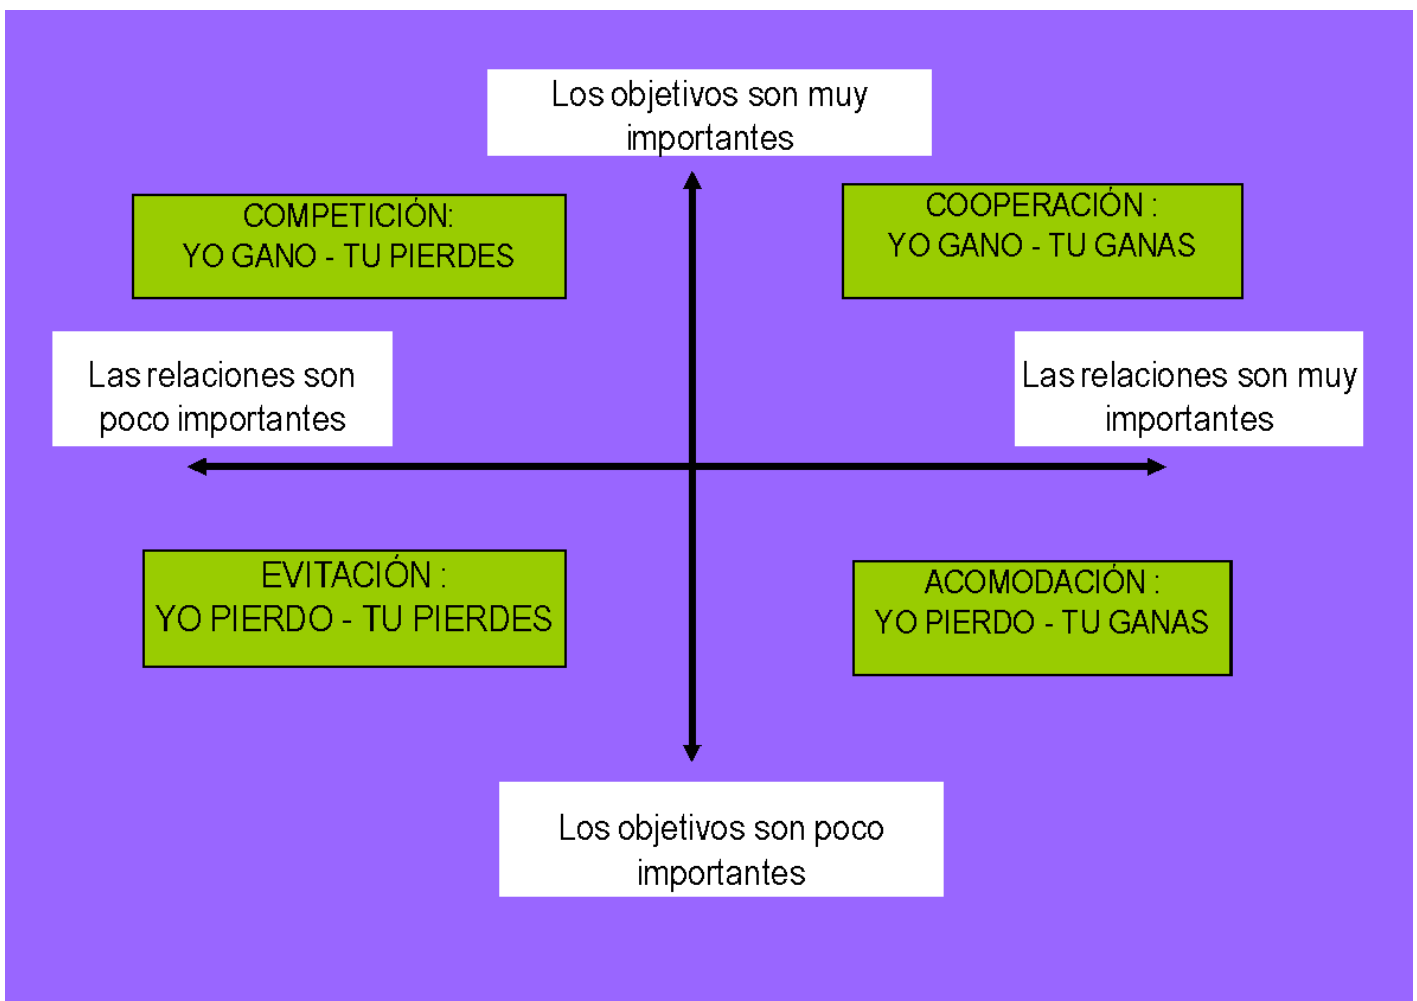 Los objetivos son muy
importantes
COMPETICIÓN:
YO GANO - TU PIERDES
COOPERACIÓN :
YO GANO - TU GANAS
Las relaciones son
poco importantes
Las relaciones son muy
importantes
EVITACIÓN :
YO PIERDO - TU PIERDES
ACOMODACIÓN :
YO PIERDO - TU GANAS
Los objetivos son poco
importantes